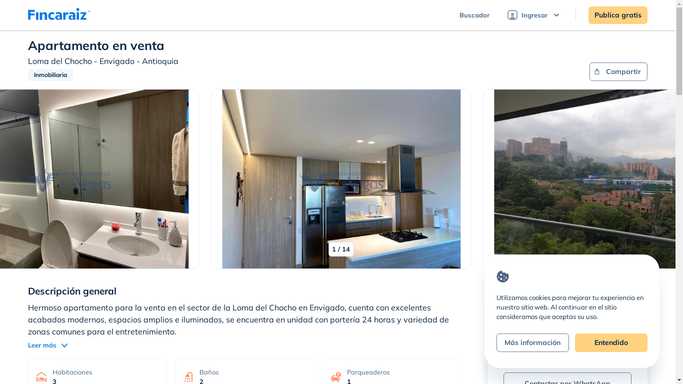 Fincaraiz
Buscador
Ingresar
Publica gratis
Apartamento en venta
Loma del Chocho - Envigado - Antioquia
Inmobiliaria
Compartir
1 / 14
Descripción general
Hermoso apartamento para la venta en el sector de la Loma del Chocho en Envigado, cuenta con excelentes
acabados modernos, espacios amplios e iluminados, se encuentra en unidad con portería 24 horas y variedad de
zonas comunes para el entretenimiento.
Leer más
Habitaciones
3
Baños
2
Parqueaderos
1
Utilizamos cookies para mejorar tu experiencia en
nuestro sitio web. Al continuar en el sitio
consideramos que aceptas su uso.
Más información
Entendido
Contactar por WhatsApp